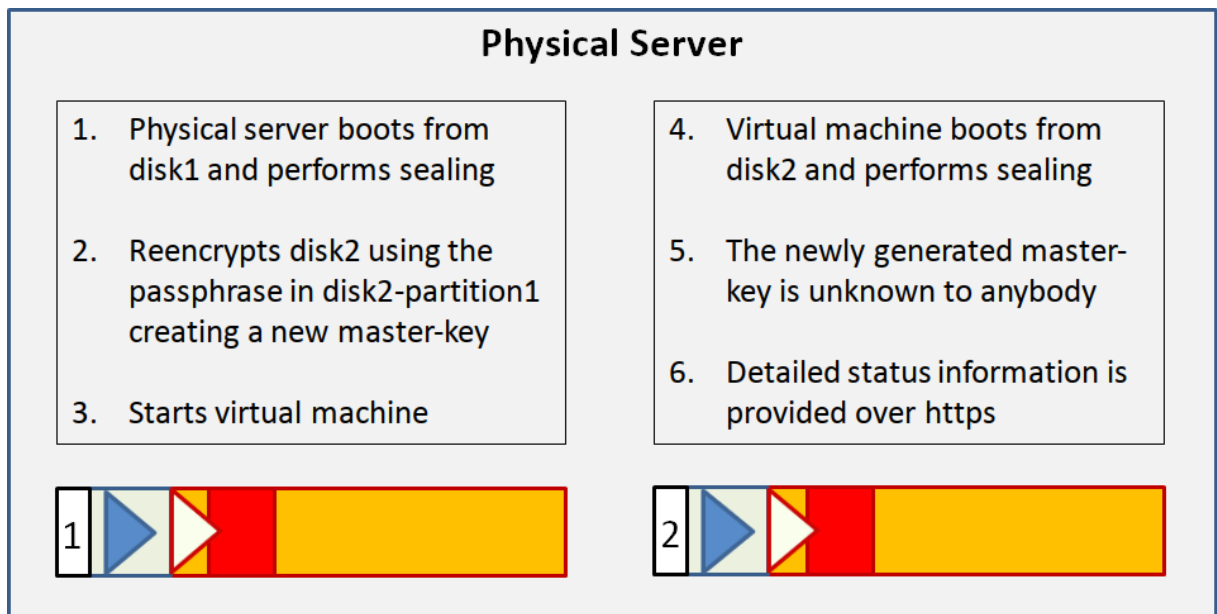 Physical Server
1. Physical server boots from
disk1 and performs sealing
2. Reencrypts disk2 using the
passphrase in disk2-partition1
creating a new master-key
3. Starts virtual machine
4. Virtual machine boots from
disk2 and performs sealing
5. The newly generated master-
key is unknown to anybody
6. Detailed status information is
provided over https
1
2